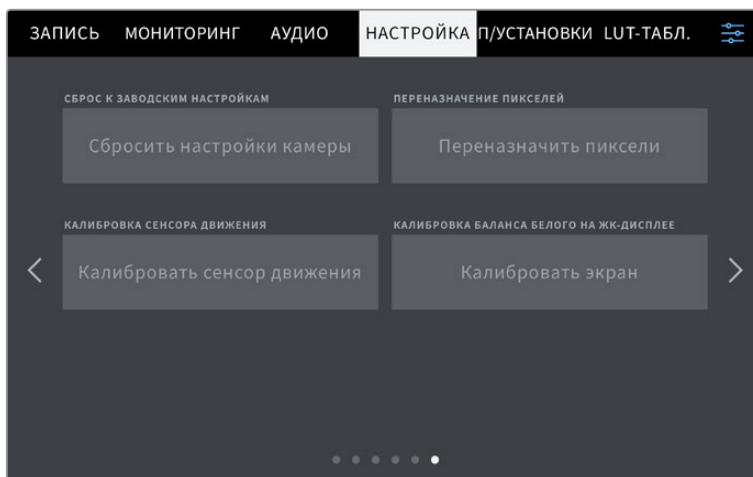 ЗАПИСЬ МОНИТОРИНГ АУДИО НАСТРОЙКА П/УСТАНОВКИ LUT-ТАБЛ.
СБРОС К ЗАВОДСКИМ НАСТРОЙКАМ ПЕРЕНАЗНАЧЕНИЕ ПИКСЕЛЕЙ
Сбросить настройки камеры Переназначить пиксели
КАЛИБРОВКА СЕНСОРА ДВИЖЕНИЯ КАЛИБРОВКА БАЛАНСА БЕЛОГО НА ЖК-ДИСПЛЕЕ
Калибровать сенсор движения Калибровать экран